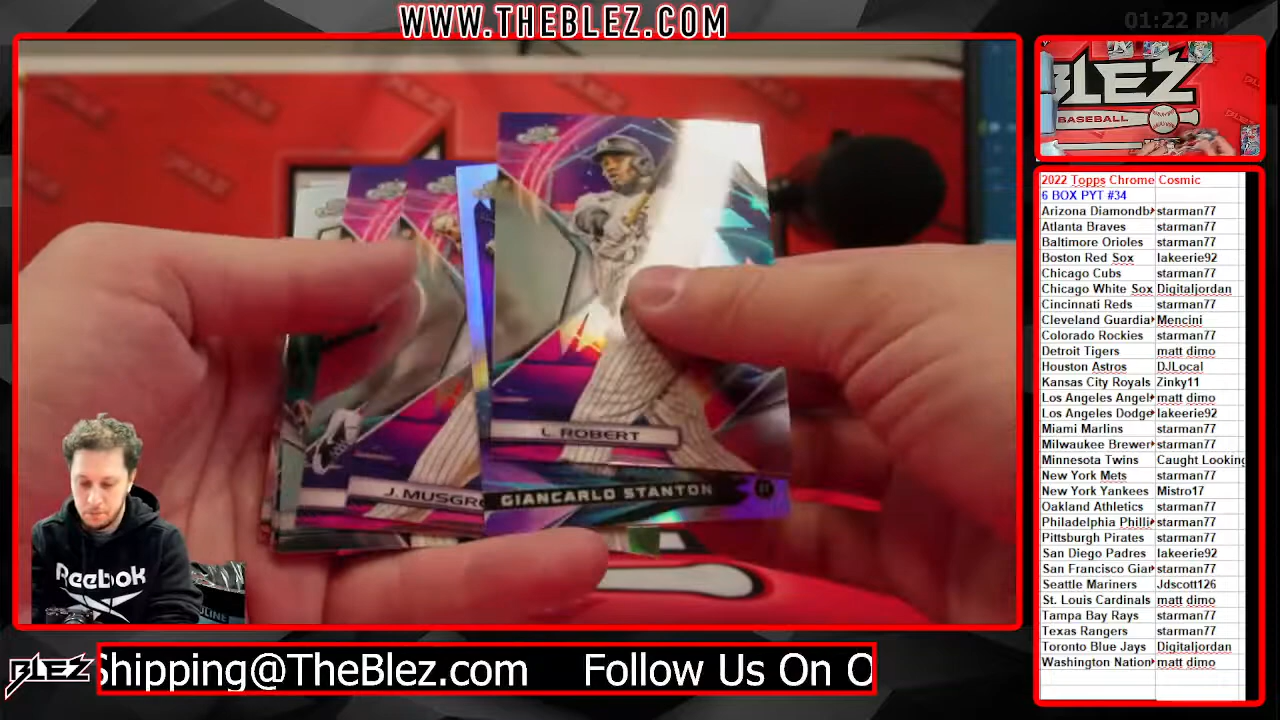 WWW.THEBLEZ.COM
01:22 PM
BLEZ
BASEBALL
L. ROBERT
GIANCARLO STANTON
J. MUSGR
Reebok
2022 Topps Chrome Cosmic
6 BOX PYT #34
Arizona Diamondb starman77
Atlanta Braves starman77
Baltimore Orioles starman77
Boston Red Sox lakeerie92
Chicago Cubs starman77
Chicago White Sox Digitaljordan
Cincinnati Reds starman77
Cleveland Guardia Mencini
Colorado Rockies starman77
Detroit Tigers matt dimo
Houston Astros DJLocal
Kansas City Royals Zinky11
Los Angeles Angel matt dimo
Los Angeles Dodge lakeerie92
Miami Marlins starman77
Milwaukee Brewer starman77
Minnesota Twins Caught Looking
New York Mets starman77
New York Yankees Mistro17
Oakland Athletics starman77
Philadelphia Philli starman77
Pittsburgh Pirates starman77
San Diego Padres lakeerie92
San Francisco Gian starman77
Seattle Mariners Jdscott126
St. Louis Cardinals matt dimo
Tampa Bay Rays starman77
Texas Rangers starman77
Toronto Blue Jays Digitaljordan
Washington Nation matt dimo
BLEZ
Shipping@TheBlez.com Follow Us On